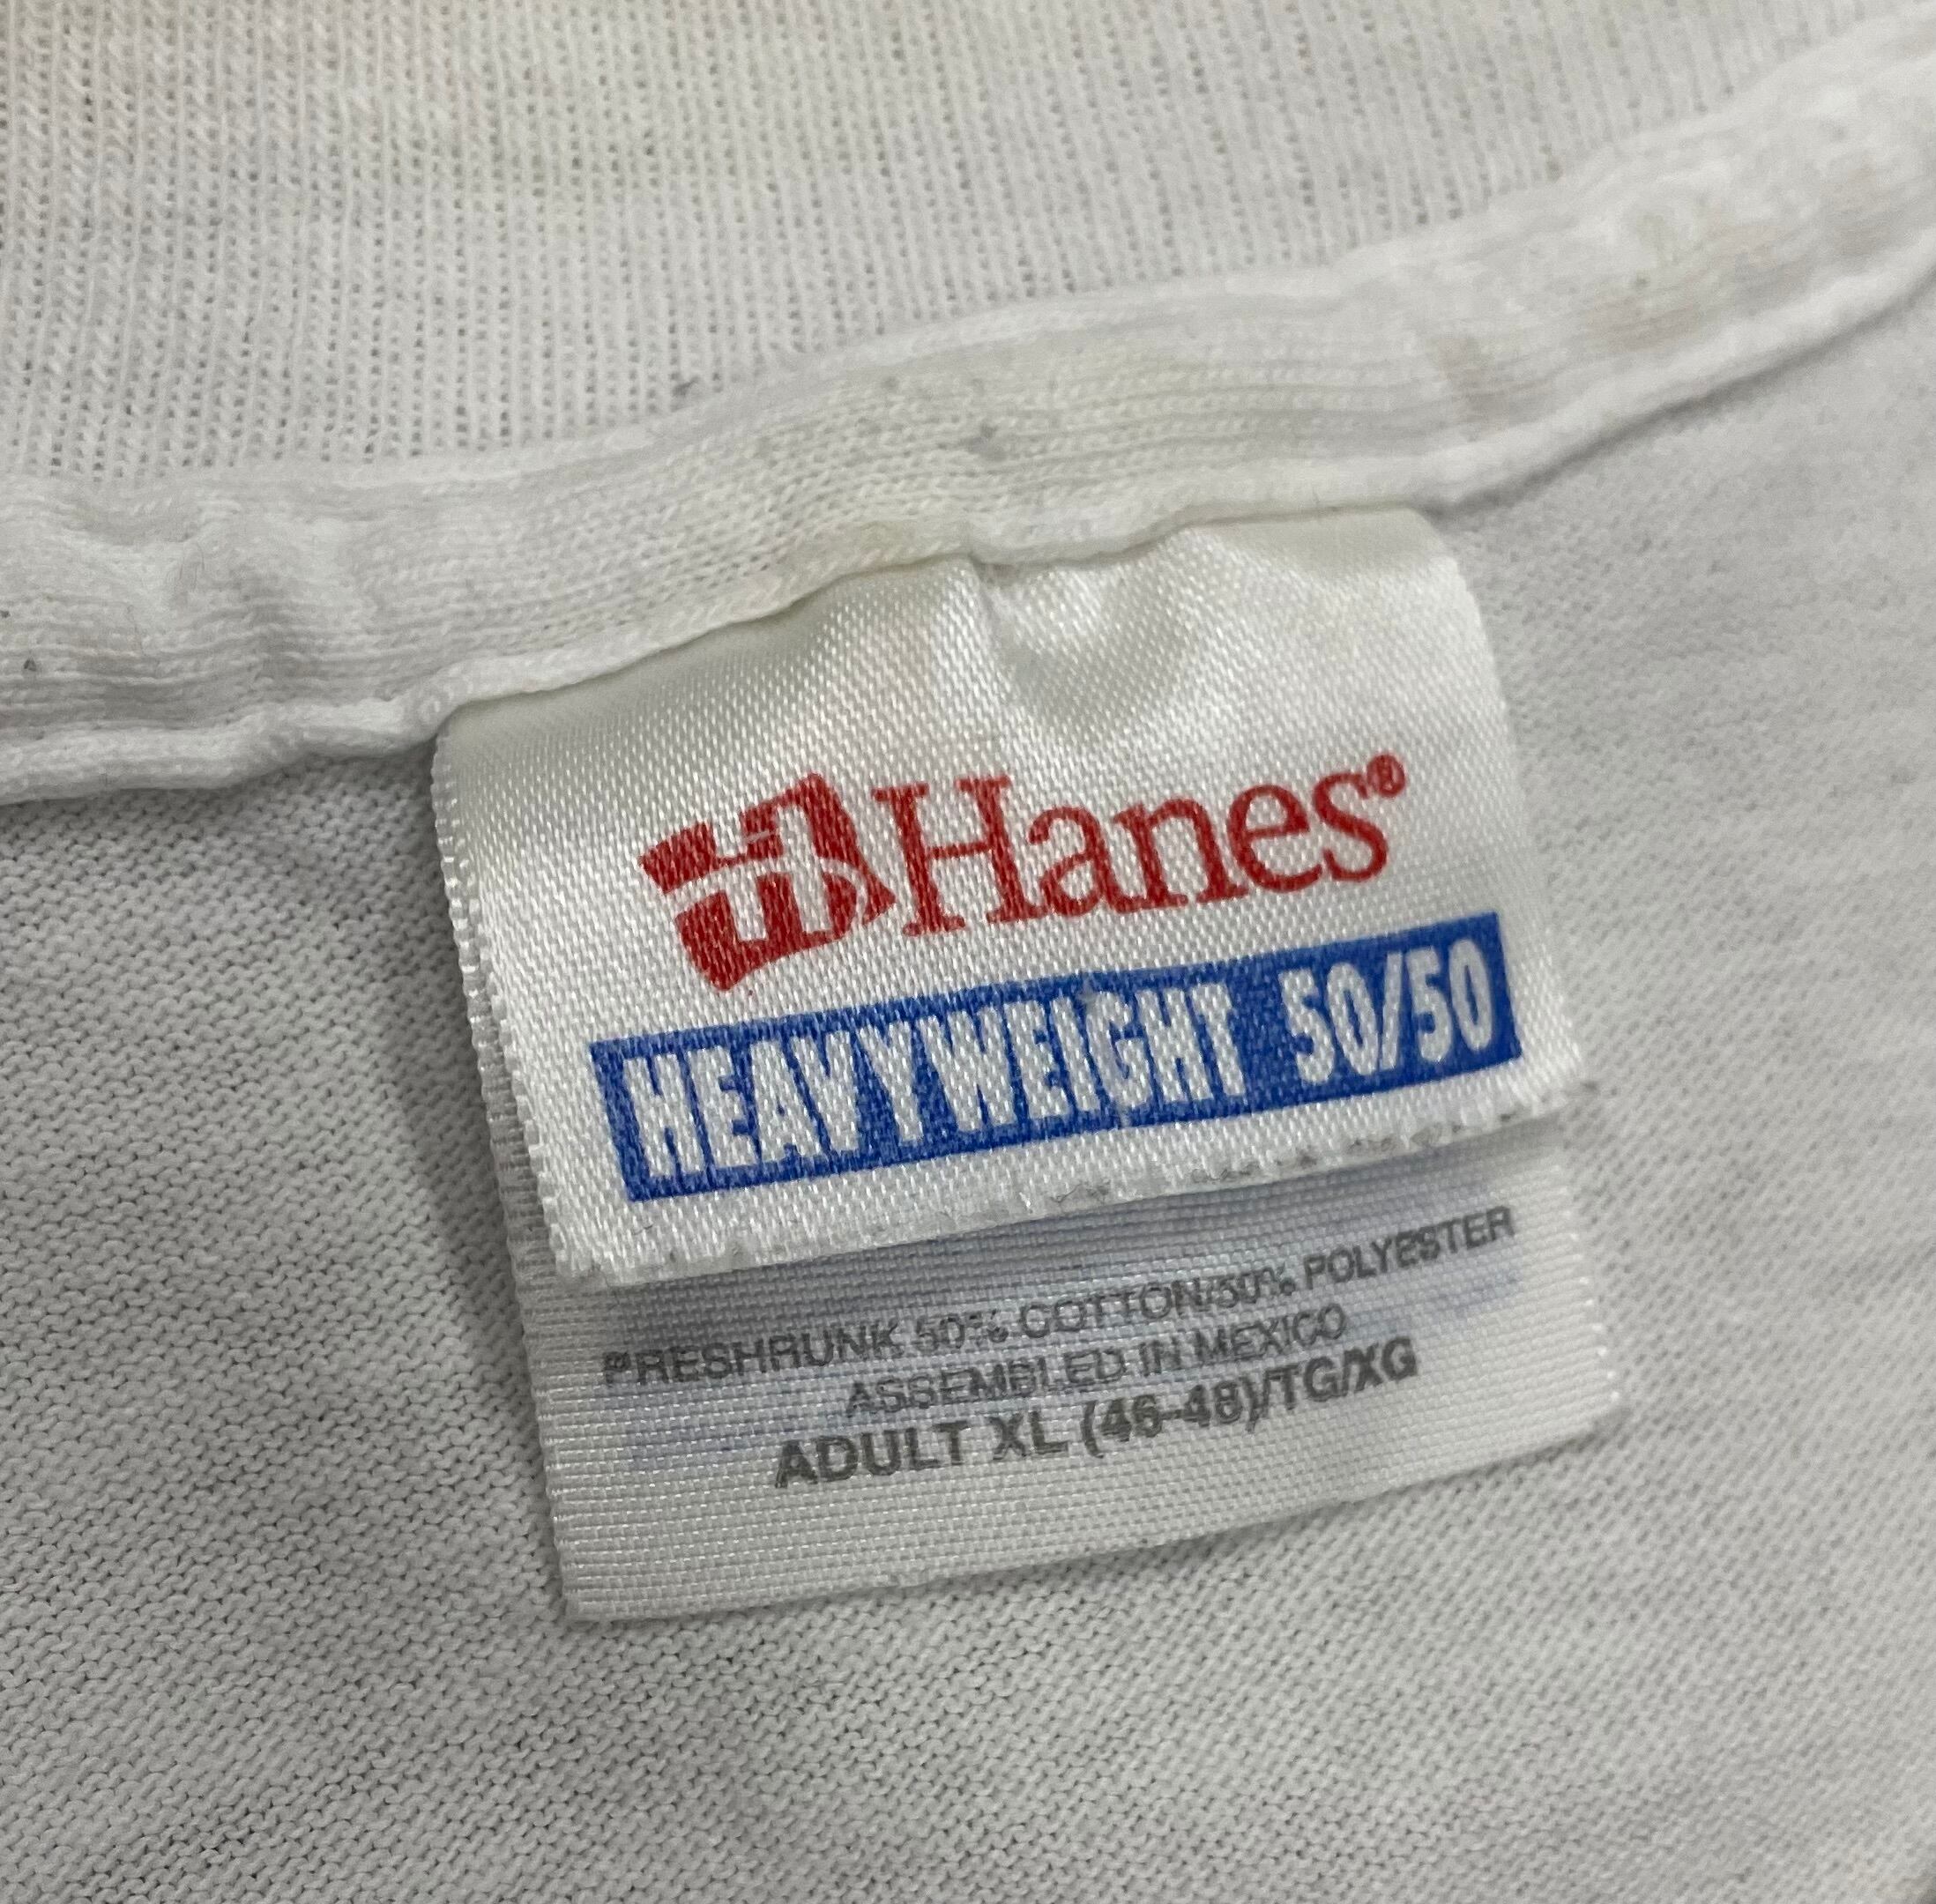 Hanes®
HEAVYWEIGHT 50/50
PRESHRUNK 50% COTTON/50% POLYESTER
ASSEMBLED IN MEXICO
ADULT XL (46-48)/TG/XG